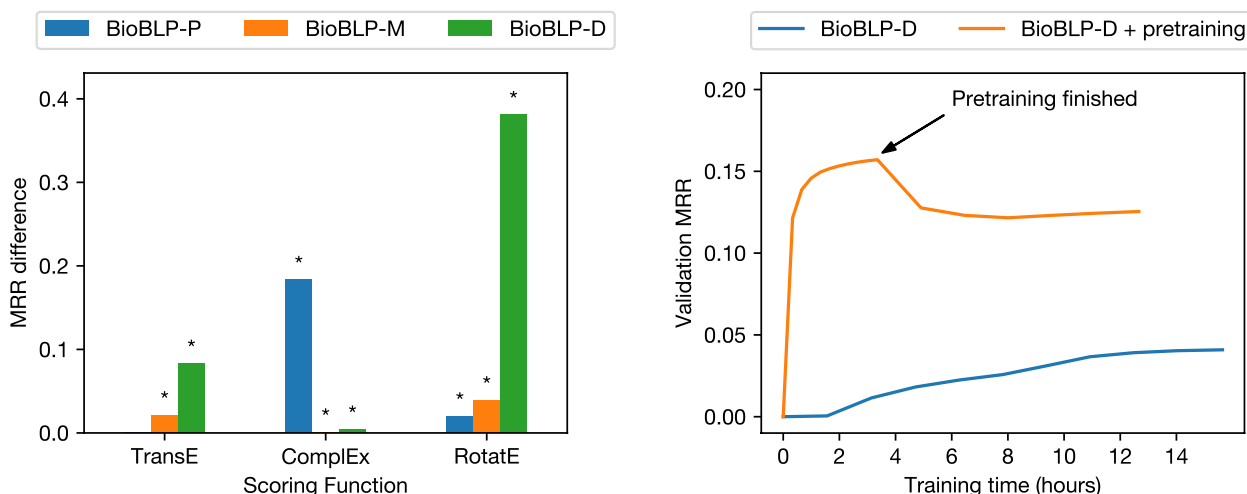 BioBLP-P BioBLP-M BioBLP-D
0.4
0.3
0.2
0.1
0.0
MRR difference
* * * * * * * *
TransE ComplEx RotatE
Scoring Function
BioBLP-D BioBLP-D + pretraining
Pretraining finished
0.20
0.15
0.10
0.05
0.00
Validation MRR
0 2 4 6 8 10 12 14
Training time (hours)